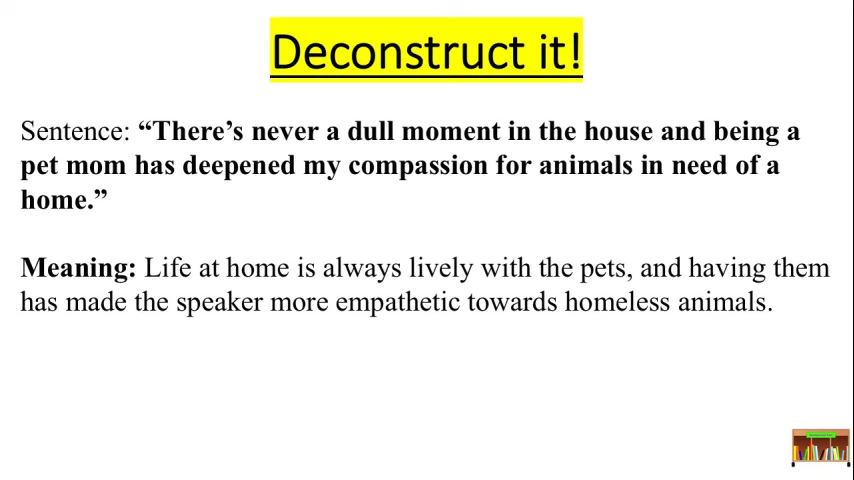 Deconstruct it!
Sentence: “There’s never a dull moment in the house and being a
pet mom has deepened my compassion for animals in need of a
home.”
Meaning: Life at home is always lively with the pets, and having them
has made the speaker more empathetic towards homeless animals.